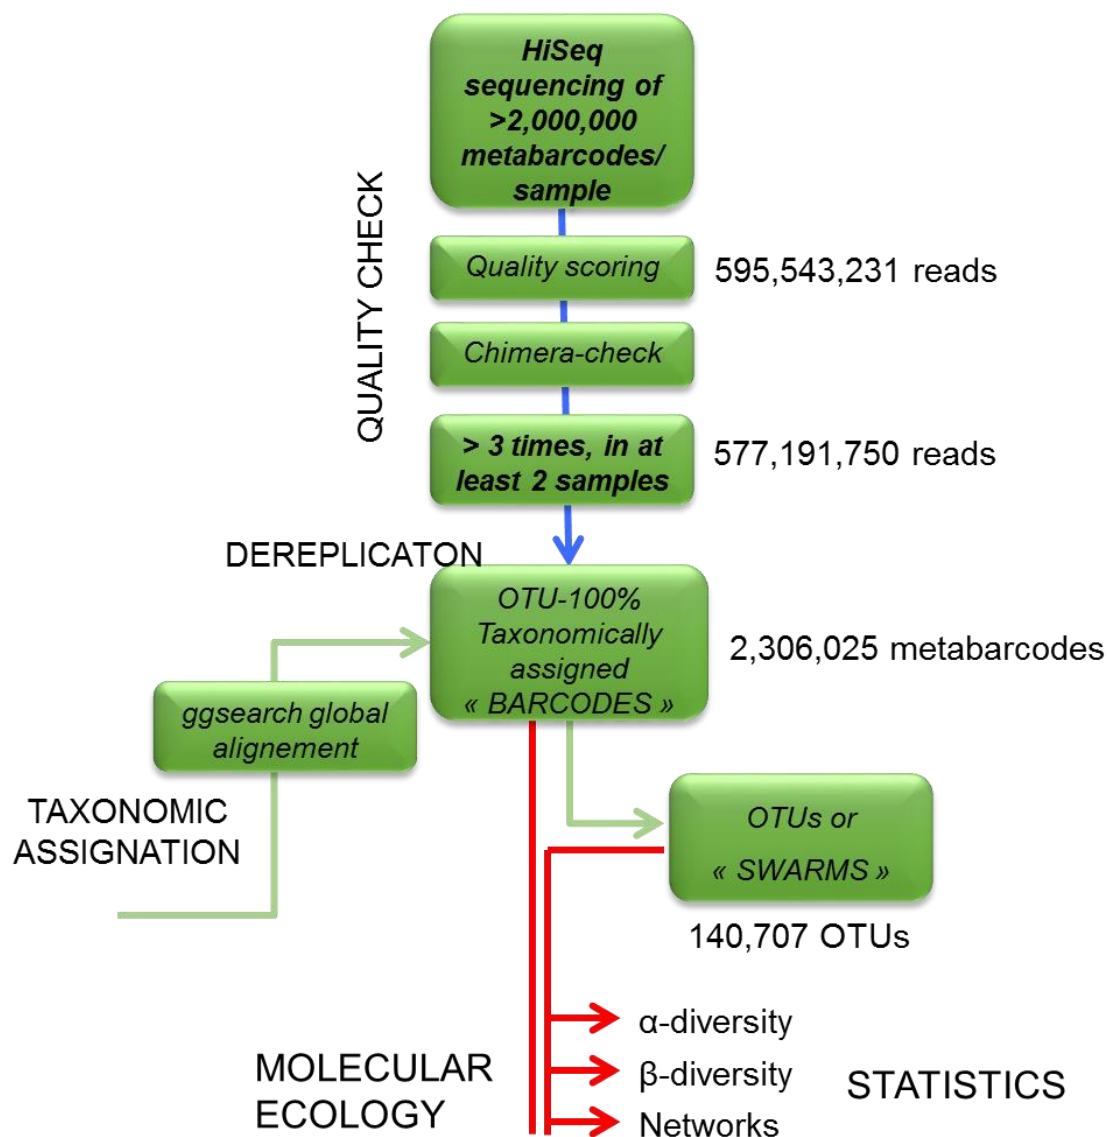 HiSeq
sequencing of
>2,000,000
metabarcodes/
sample
QUALITY CHECK
Quality scoring
595,543,231 reads
Chimera-check
> 3 times, in at
least 2 samples
577,191,750 reads
DEREPLICATON
OTU-100%
Taxonomically
assigned
« BARCODES »
2,306,025 metabarcodes
ggsearch global
alignement
TAXONOMIC
ASSIGNATION
OTUs or
« SWARMS »
140,707 OTUs
α-diversity
β-diversity
Networks
MOLECULAR
ECOLOGY
STATISTICS